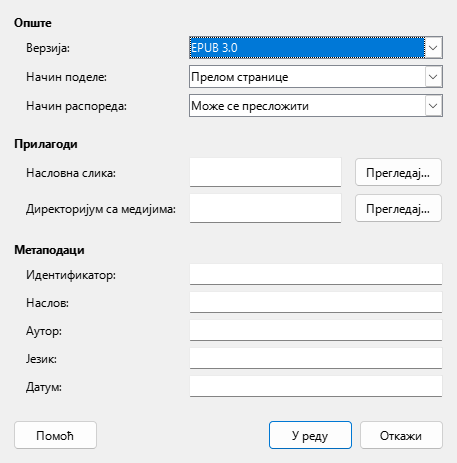 Опште
Верзија: EPUB 3.0
Начин поделе: Прелом странице
Начин распореда: Може се пресложити
Прилагоди
Насловна слика: Прегледај...
Директоријум са медијима: Прегледај...
Метаподаци
Идентификатор:
Наслов:
Аутор:
Језик:
Датум:
Помоћ У реду Откажи